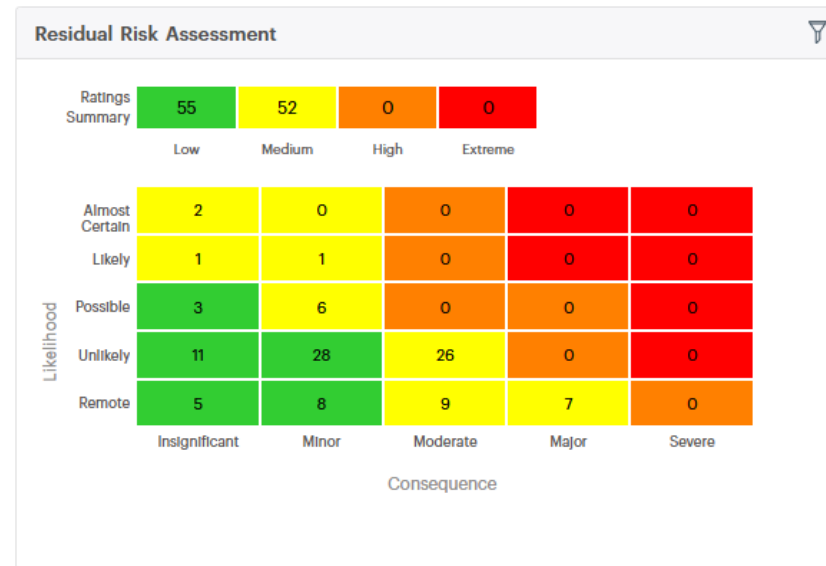 Residual Risk Assessment
Ratings Summary 55 52 0 0
Low Medium High Extreme
Almost Certain 2 0 0 0 0
Likely 1 1 0 0 0
Possible 3 6 0 0 0
Unlikely 11 28 26 0 0
Remote 5 8 9 7 0
Likelihood
Insignificant Minor Moderate Major Severe
Consequence